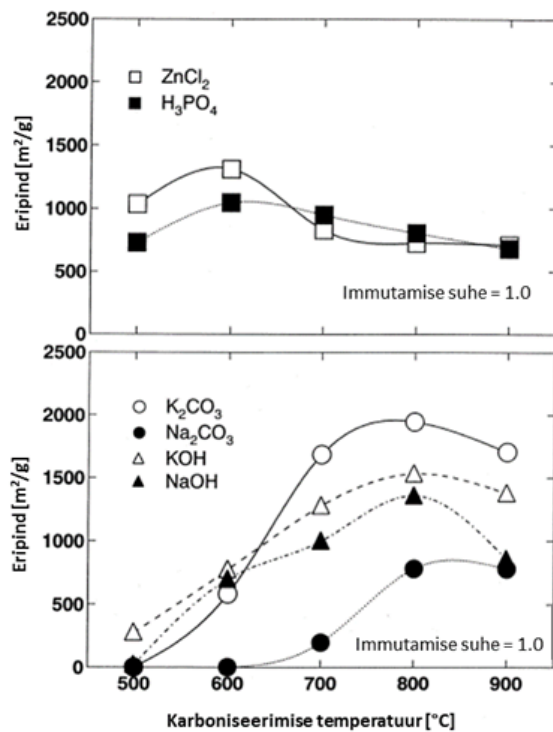 2500
2000
1500
1000
500
0
Eripind [m²/g]
ZnCl₂
H₃PO₄
Immutamise suhe = 1.0
2500
2000
1500
1000
500
0
Eripind [m²/g]
K₂CO₃
Na₂CO₃
KOH
NaOH
Immutamise suhe = 1.0
500 600 700 800 900
Karboniseerimise temperatuur [°C]